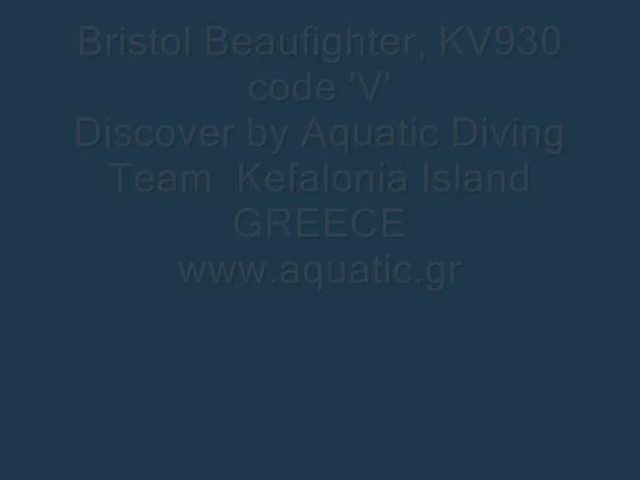 Bristol Beaufighter, KV930
code 'V'
Discover by Aquatic Diving
Team Kefalonia Island
GREECE
www.aquatic.gr